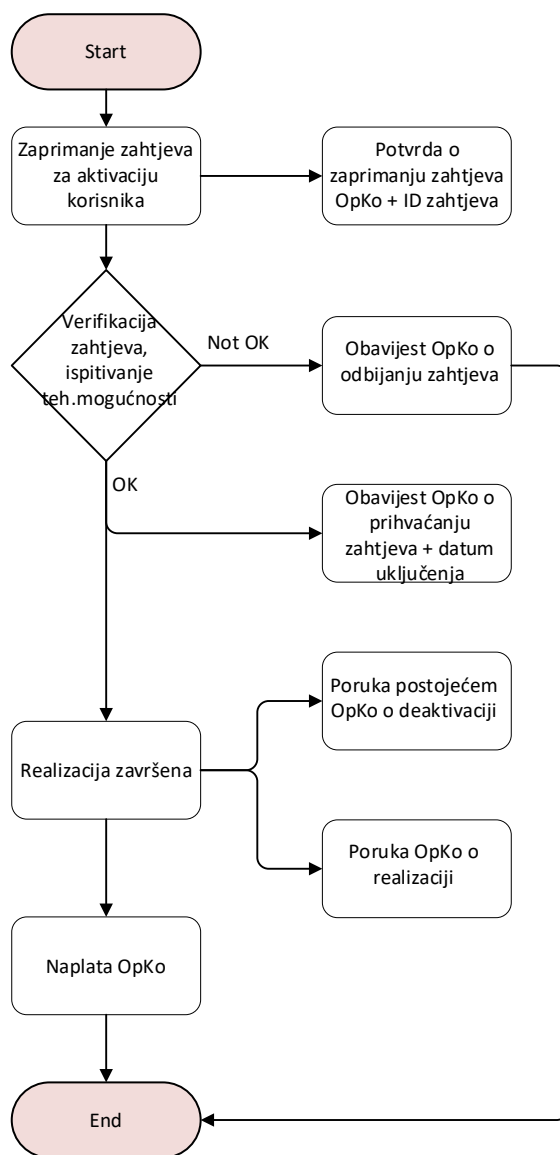 Start
Zaprimanje zahtjeva
za aktivaciju
korisnika
Potvrda o
zaprimanju zahtjeva
OpKo + ID zahtjeva
Verifikacija
zahtjeva,
ispitivanje
teh.mogućnosti
Not OK
Obavijest OpKo o
odbijanju zahtjeva
OK
Obavijest OpKo o
prihvaćanju
zahtjeva + datum
uključenja
Poruka postojećem
OpKo o deaktivaciji
Realizacija završena
Poruka OpKo o
realizaciji
Naplata OpKo
End